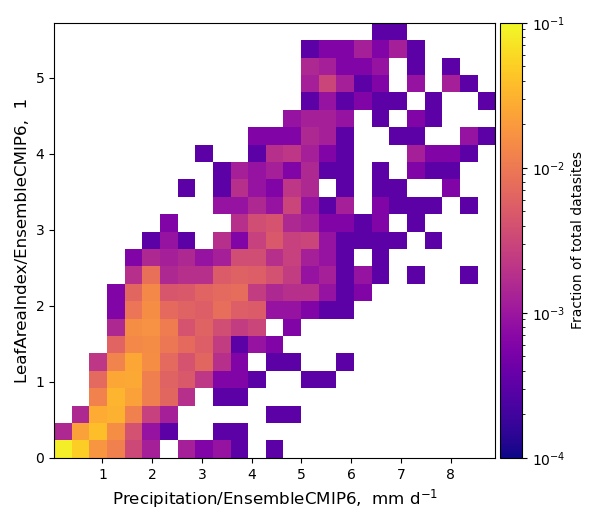 LeafAreaIndex/EnsembleCMIP6, 1
5
4
3
2
1
0
1 2 3 4 5 6 7 8
Precipitation/EnsembleCMIP6, mm d⁻¹
10⁻¹
10⁻²
10⁻³
10⁻⁴
Fraction of total datasites